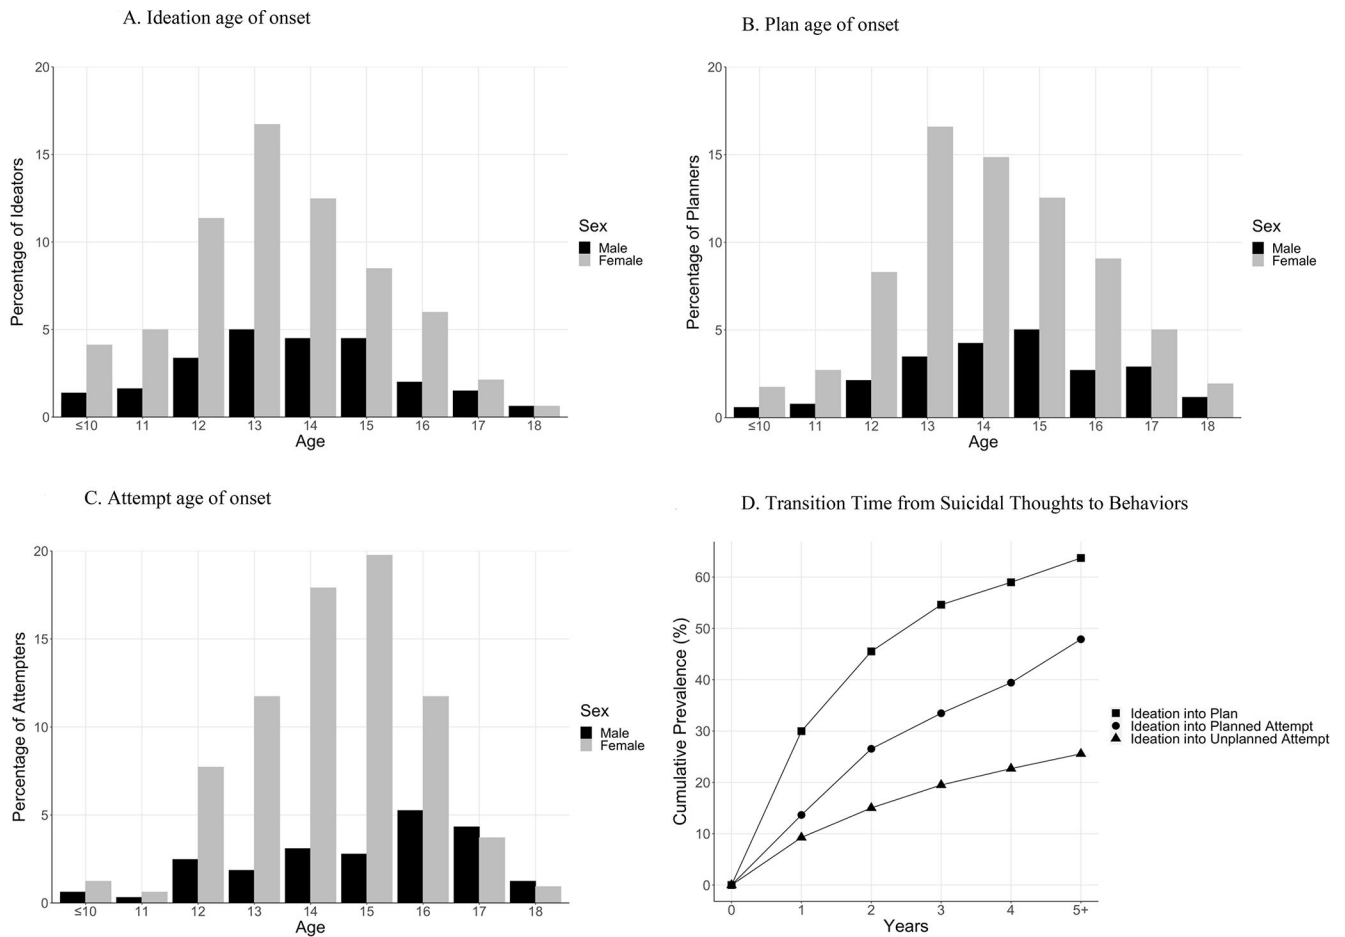 A. Ideation age of onset
Percentage of Ideators
20
15
10
5
0
≤10 11 12 13 14 15 16 17 18
Age
Sex
Male
Female
B. Plan age of onset
Percentage of Planners
20
15
10
5
0
≤10 11 12 13 14 15 16 17 18
Age
Sex
Male
Female
C. Attempt age of onset
Percentage of Attempters
20
15
10
5
0
≤10 11 12 13 14 15 16 17 18
Age
Sex
Male
Female
D. Transition Time from Suicidal Thoughts to Behaviors
Cumulative Prevalence (%)
60
50
40
30
20
10
0
0 1 2 3 4 5+
Years
Ideation into Plan
Ideation into Planned Attempt
Ideation into Unplanned Attempt